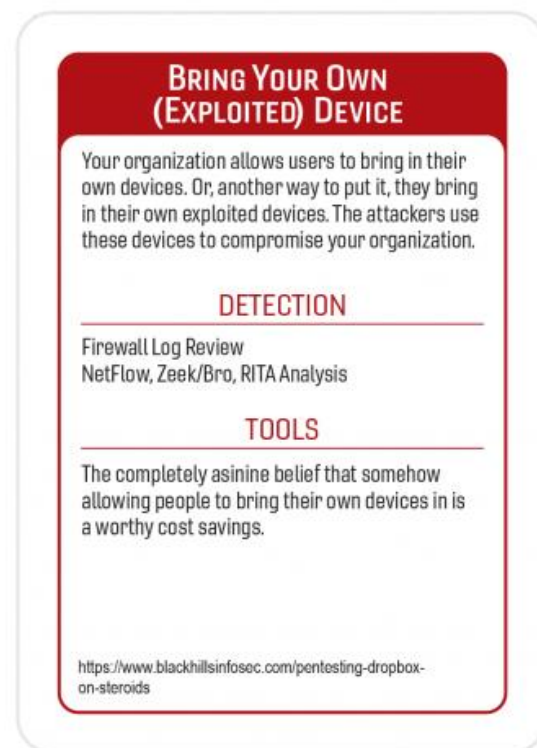 BRING YOUR OWN
(EXPLOITED) DEVICE
Your organization allows users to bring in their
own devices. Or, another way to put it, they bring
in their own exploited devices. The attackers use
these devices to compromise your organization.
DETECTION
Firewall Log Review
NetFlow, Zeek/Bro, RITA Analysis
TOOLS
The completely asinine belief that somehow
allowing people to bring their own devices in is
a worthy cost savings.
https://www.blackhillsinfosec.com/pentesting-dropbox-
on-steroids